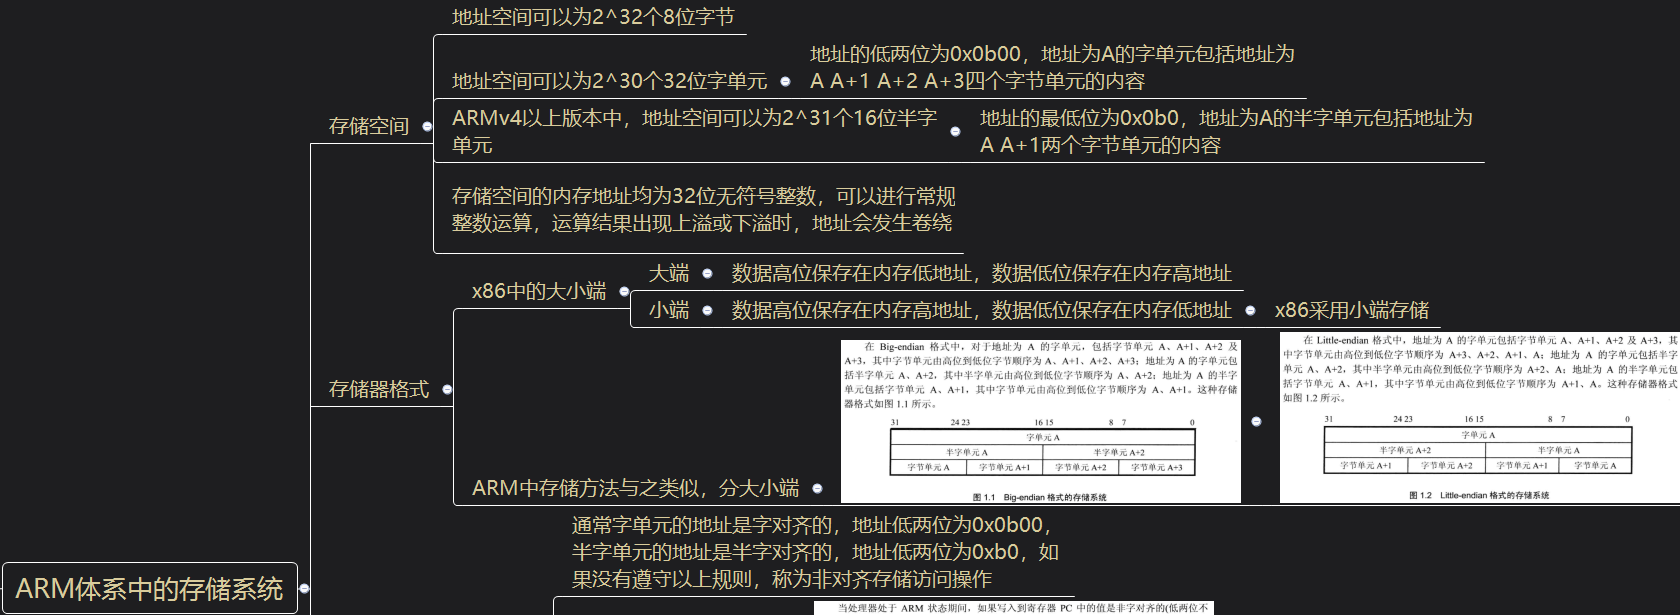 地址空间可以为2^32个8位字节
地址的低两位为0x0b00，地址为A的字单元包括地址为
地址空间可以为2^30个32位字单元
A A+1 A+2 A+3四个字节单元的内容
ARMv4以上版本中，地址空间可以为2^31个16位半字
单元
地址的最低位为0x0b0，地址为A的半字单元包括地址为
A A+1两个字节单元的内容
存储空间
存储空间的内存地址均为32位无符号整数，可以进行常规
整数运算，运算结果出现上溢或下溢时，地址会发生卷绕
x86中的大小端
大端
数据高位保存在内存低地址，数据低位保存在内存高地址
小端
数据高位保存在内存高地址，数据低位保存在内存低地址
x86采用小端存储
存储器格式
ARM中存储方法与之类似，分大小端
在 Big-endian 格式中，对于地址为 A 的字单元，包括字节单元 A、A+1、A+2 及
A+3，其中字节单元由高位到低位字节顺序为 A、A+1、A+2、A+3；地址为 A 的字单元包
括半字单元 A、A+2，其中半字单元由高位到低位字节顺序为 A、A+2；地址为 A 的半字
单元包括字节单元 A、A+1，其中字节单元由高位到低位字节顺序为 A、A+1。这种存储
器格式如图 1.1 所示。
31 24 23 16 15 8 7 0
字单元 A
半字单元 A 半字单元 A+2
字节单元 A 字节单元 A+1 字节单元 A+2 字节单元 A+3
图 1.1 Big-endian 格式的存储系统
在 Little-endian 格式中，地址为 A 的字单元包括字节单元 A、A+1、A+2 及 A+3，其
中字节单元由高位到低位字节顺序为 A+3、A+2、A+1、A；地址为 A 的字单元包括半字
单元 A、A+2，其中半字单元由高位到低位字节顺序为 A+2、A；地址为 A 的半字单元包
括字节单元 A、A+1，其中字节单元由高位到低位字节顺序为 A+1、A。这种存储器格式
如图 1.2 所示。
31 24 23 16 15 8 7 0
字单元 A
半字单元 A+2 半字单元 A
字节单元 A+1 字节单元 A+2 字节单元 A+1 字节单元 A
图 1.2 Little-endian 格式的存储系统
通常字单元的地址是字对齐的，地址低两位为0x0b00，
半字单元的地址是半字对齐的，地址低两位为0xb0，如
果没有遵守以上规则，称为非对齐存储访问操作
ARM体系中的存储系统
当处理器处于 ARM 状态期间，如果写入到寄存器 PC 中的值是非字对齐的(低两位不